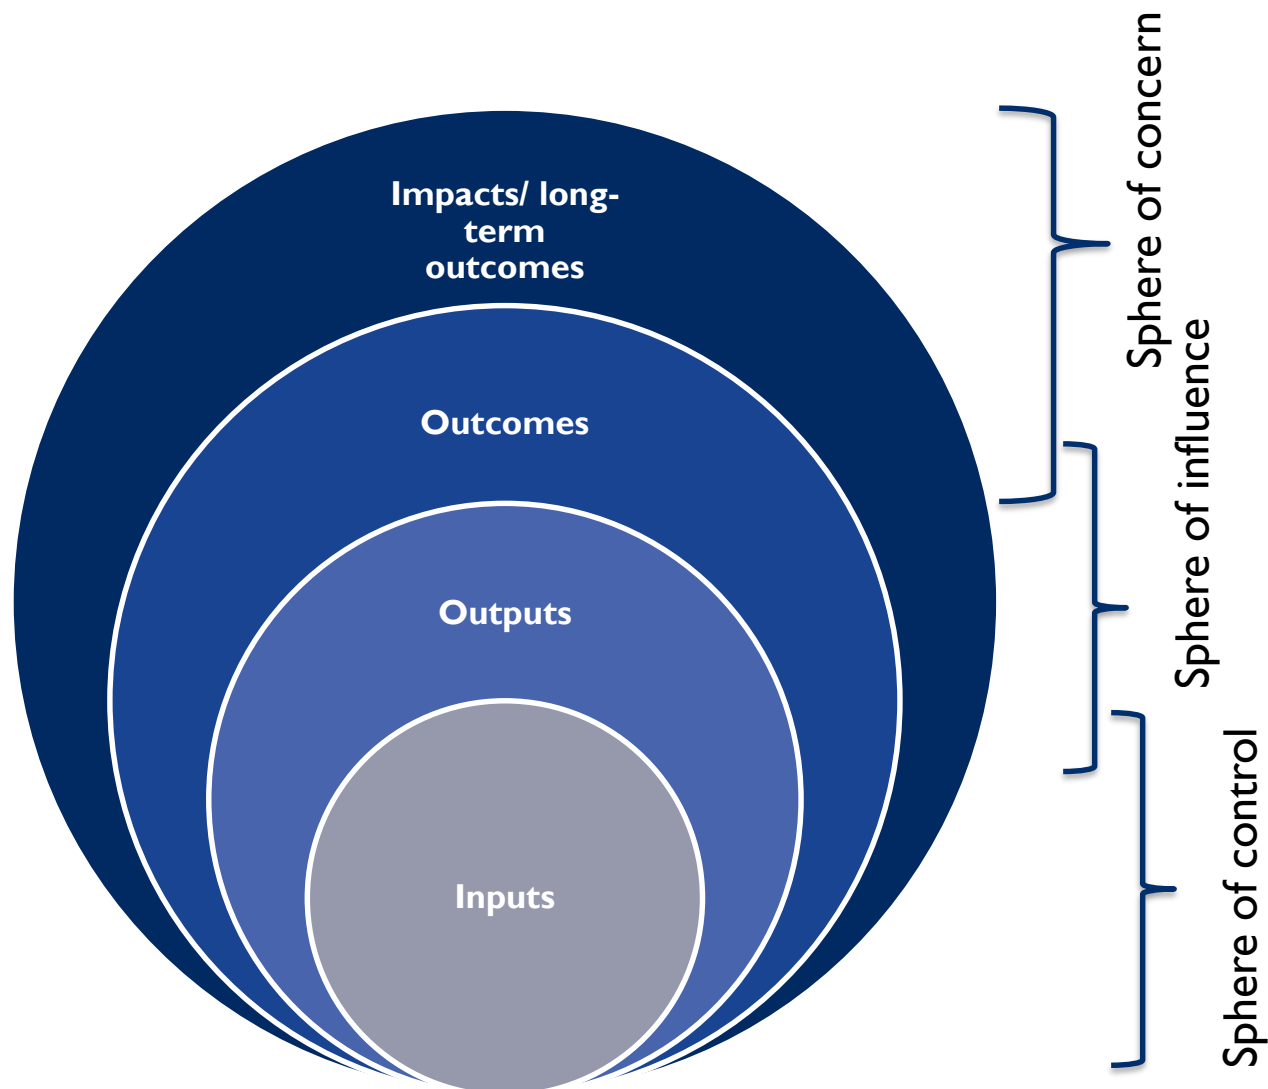 Impacts/ long-
term
outcomes
Outcomes
Outputs
Inputs
Sphere of concern
Sphere of influence
Sphere of control